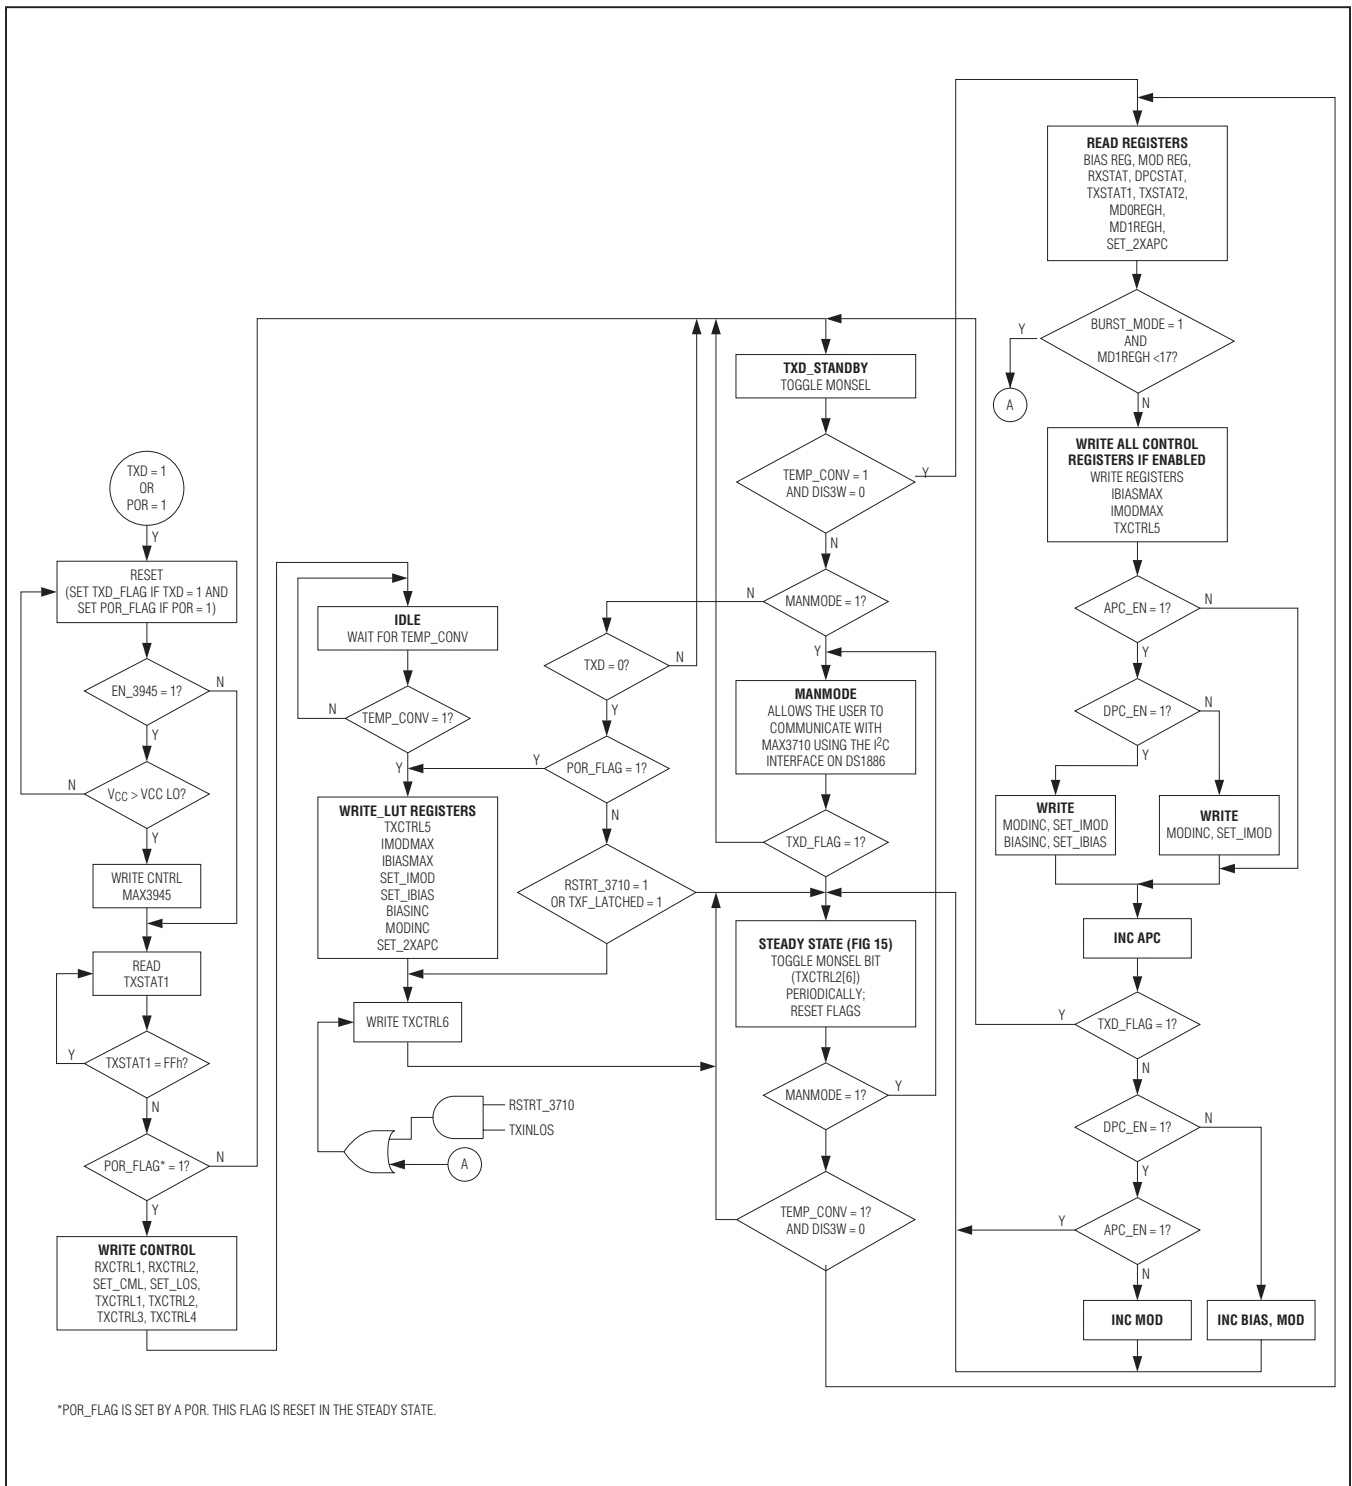 TXD = 1
OR
POR = 1
Y
RESET
(SET TXD_FLAG IF TXD = 1 AND
SET POR_FLAG IF POR = 1)
EN_3945 = 1?
N
Y
VCC > VCC LO?
N
Y
WRITE CNTRL
MAX3945
READ
TXSTAT1
TXSTAT1 = FFh?
Y
N
POR_FLAG* = 1?
N
Y
WRITE CONTROL
RXCTRL1, RXCTRL2,
SET_CML, SET_LOS,
TXCTRL1, TXCTRL2,
TXCTRL3, TXCTRL4
IDLE
WAIT FOR TEMP_CONV
TEMP_CONV = 1?
N
Y
WRITE_LUT REGISTERS
TXCTRL5
IMODMAX
IBIASMAX
SET_IMOD
SET_IBIAS
BIASINC
MODINC
SET_2XAPC
WRITE TXCTRL6
RSTRT_3710
TXINLOS
A
TXD = 0?
N
Y
POR_FLAG = 1?
Y
N
RSTRT_3710 = 1
OR TXF_LATCHED = 1
TXD_STANDBY
TOGGLE MONSEL
TEMP_CONV = 1
AND DIS3W = 0
Y
N
MANMODE = 1?
N
Y
MANMODE
ALLOWS THE USER TO
COMMUNICATE WITH
MAX3710 USING THE I2C
INTERFACE ON DS1886
TXD_FLAG = 1?
STEADY STATE (FIG 15)
TOGGLE MONSEL BIT
(TXCTRL2[6])
PERIODICALLY;
RESET FLAGS
MANMODE = 1?
Y
TEMP_CONV = 1?
AND DIS3W = 0
READ REGISTERS
BIAS REG, MOD REG,
RXSTAT, DPCSTAT,
TXSTAT1, TXSTAT2,
MD0REGH,
MD1REGH,
SET_2XAPC
BURST_MODE = 1
AND
MD1REGH <17?
Y
A
N
WRITE ALL CONTROL
REGISTERS IF ENABLED
WRITE REGISTERS
IBIASMAX
IMODMAX
TXCTRL5
APC_EN = 1?
N
Y
DPC_EN = 1?
N
Y
WRITE
MODINC, SET_IMOD
BIASINC, SET_IBIAS
WRITE
MODINC, SET_IMOD
INC APC
TXD_FLAG = 1?
Y
N
DPC_EN = 1?
N
Y
APC_EN = 1?
Y
N
INC MOD
INC BIAS, MOD
*POR_FLAG IS SET BY A POR. THIS FLAG IS RESET IN THE STEADY STATE.